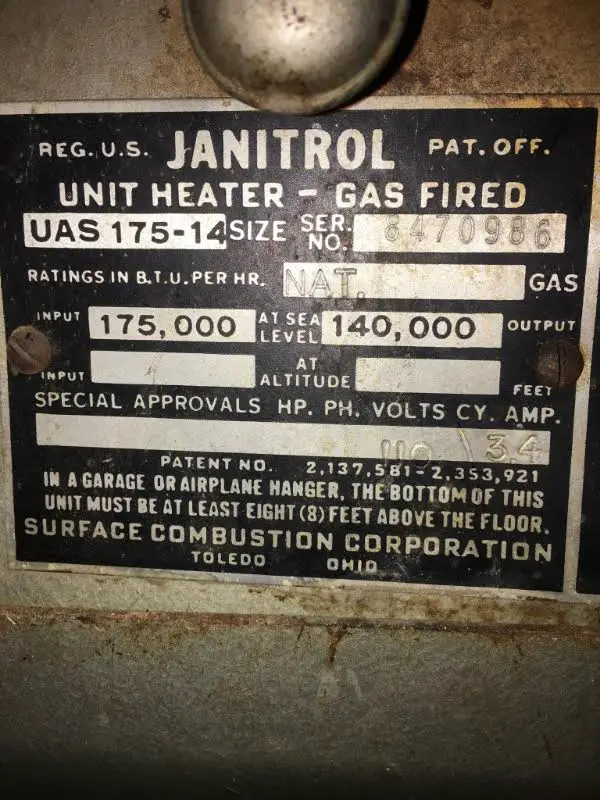 REG. U.S. JANITROL PAT. OFF.
UNIT HEATER - GAS FIRED
UAS 175-14 SIZE SER. NO. 8470986
RATINGS IN B.T.U. PER HR. NAT. GAS
INPUT 175,000 AT SEA LEVEL 140,000 OUTPUT
INPUT AT ALTITUDE FEET
SPECIAL APPROVALS HP. PH. VOLTS CY. AMP.
110 3.4
PATENT NO. 2,137,581-2,353,921
IN A GARAGE OR AIRPLANE HANGER, THE BOTTOM OF THIS
UNIT MUST BE AT LEAST EIGHT (8) FEET ABOVE THE FLOOR.
SURFACE COMBUSTION CORPORATION
TOLEDO OHIO